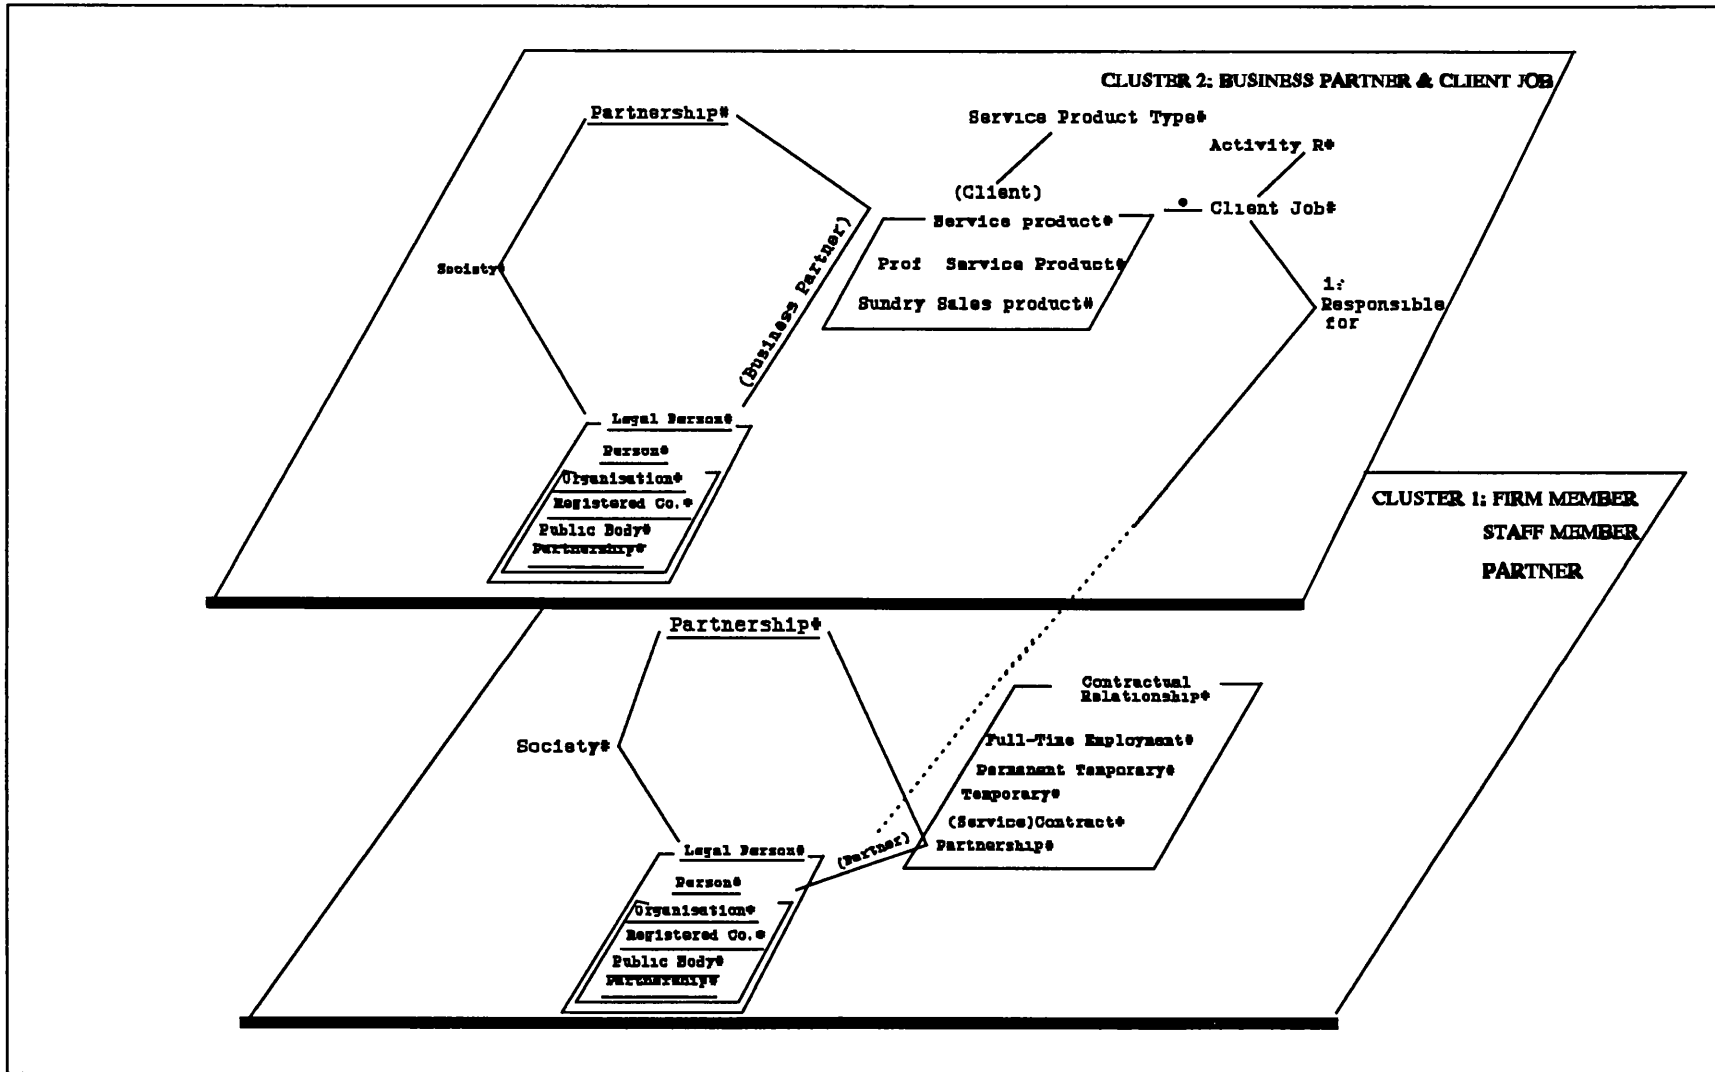 CLUSTER 2: BUSINESS PARTNER & CLIENT JOB
Partnership#
Service Product Type#
Activity R#
(Client)
Client Job#
Service product#
Prof Service Product#
Sundry Sales product#
Society#
(Business Partner)
1:
Responsible
for
Legal Person#
Person#
Organisation#
Registered Co.#
Public Body#
Partnership#
CLUSTER 1: FIRM MEMBER
STAFF MEMBER
PARTNER
Partnership#
Contractual
Relationship#
Full-Time Employment#
Permanent Temporary#
Temporary#
(Service)Contract#
Partnership#
Society#
(Partner)
Legal Person#
Person#
Organisation#
Registered Co.#
Public Body#
Partnership#